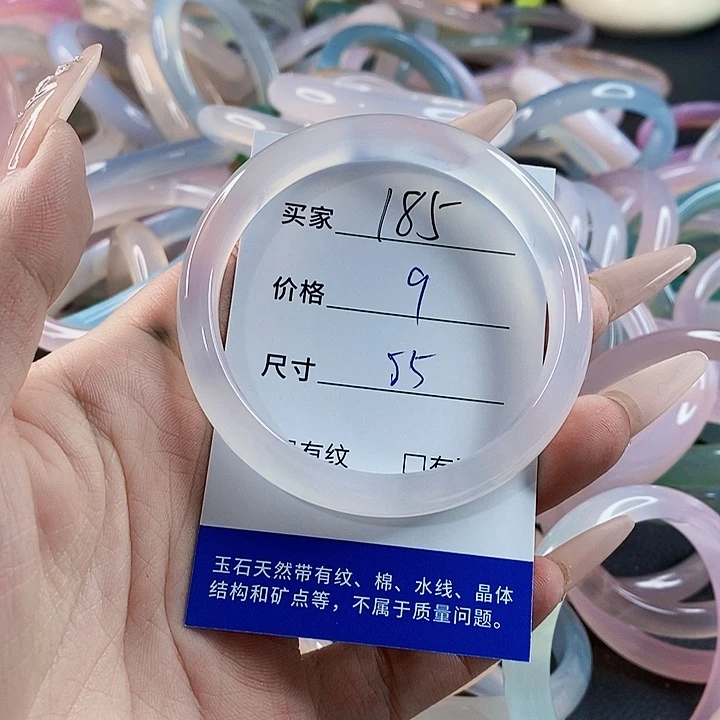 买家 185
价格 9
尺寸 55
有纹
玉石天然带有纹、棉、水线、晶体
结构和矿点等，不属于质量问题。